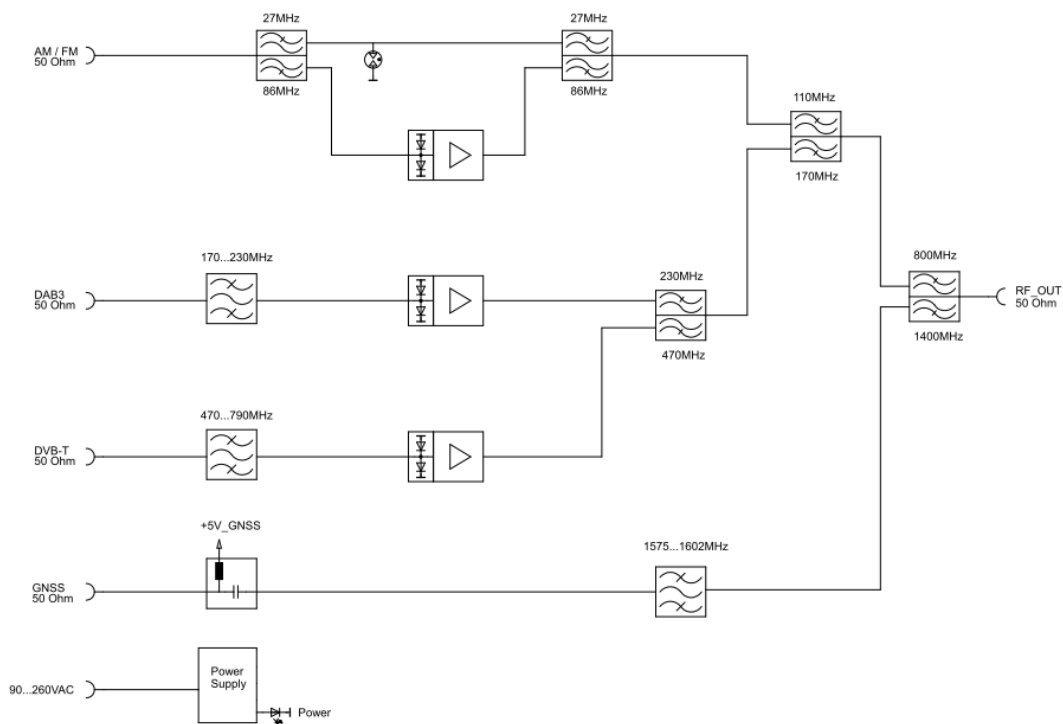 27MHz
27MHz
AM / FM
50 Ohm
86MHz
86MHz
110MHz
170MHz
170...230MHz
800MHz
230MHz
DAB3
50 Ohm
RF_OUT
50 Ohm
1400MHz
470MHz
470...790MHz
DVB-T
50 Ohm
+5V_GNSS
1575...1602MHz
GNSS
50 Ohm
Power
Supply
90...260VAC
Power